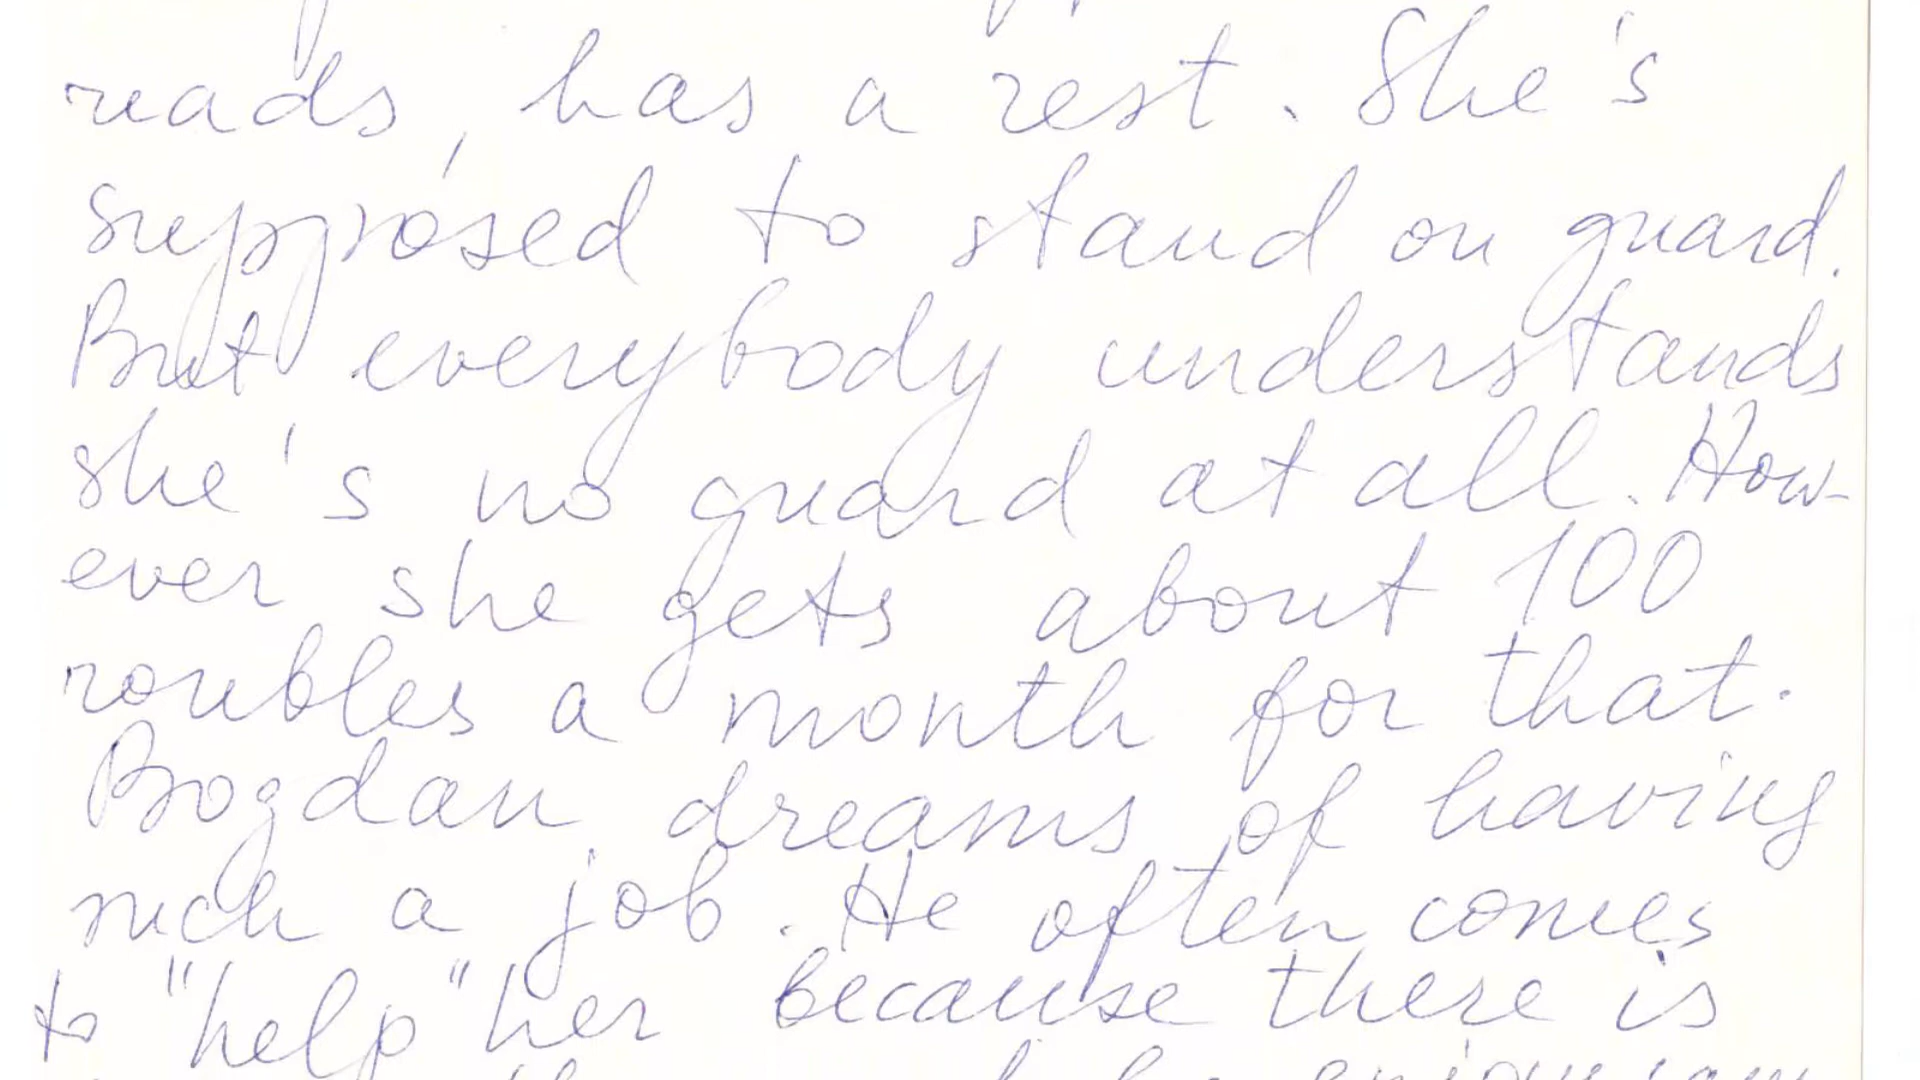 reads, has a rest. She's
supposed to stand on guard.
But everybody understands
she's no guard at all. How-
ever she gets about 100
roubles a month for that.
Bogdan dreams of having
such a job. He often comes
to "help" her because there is